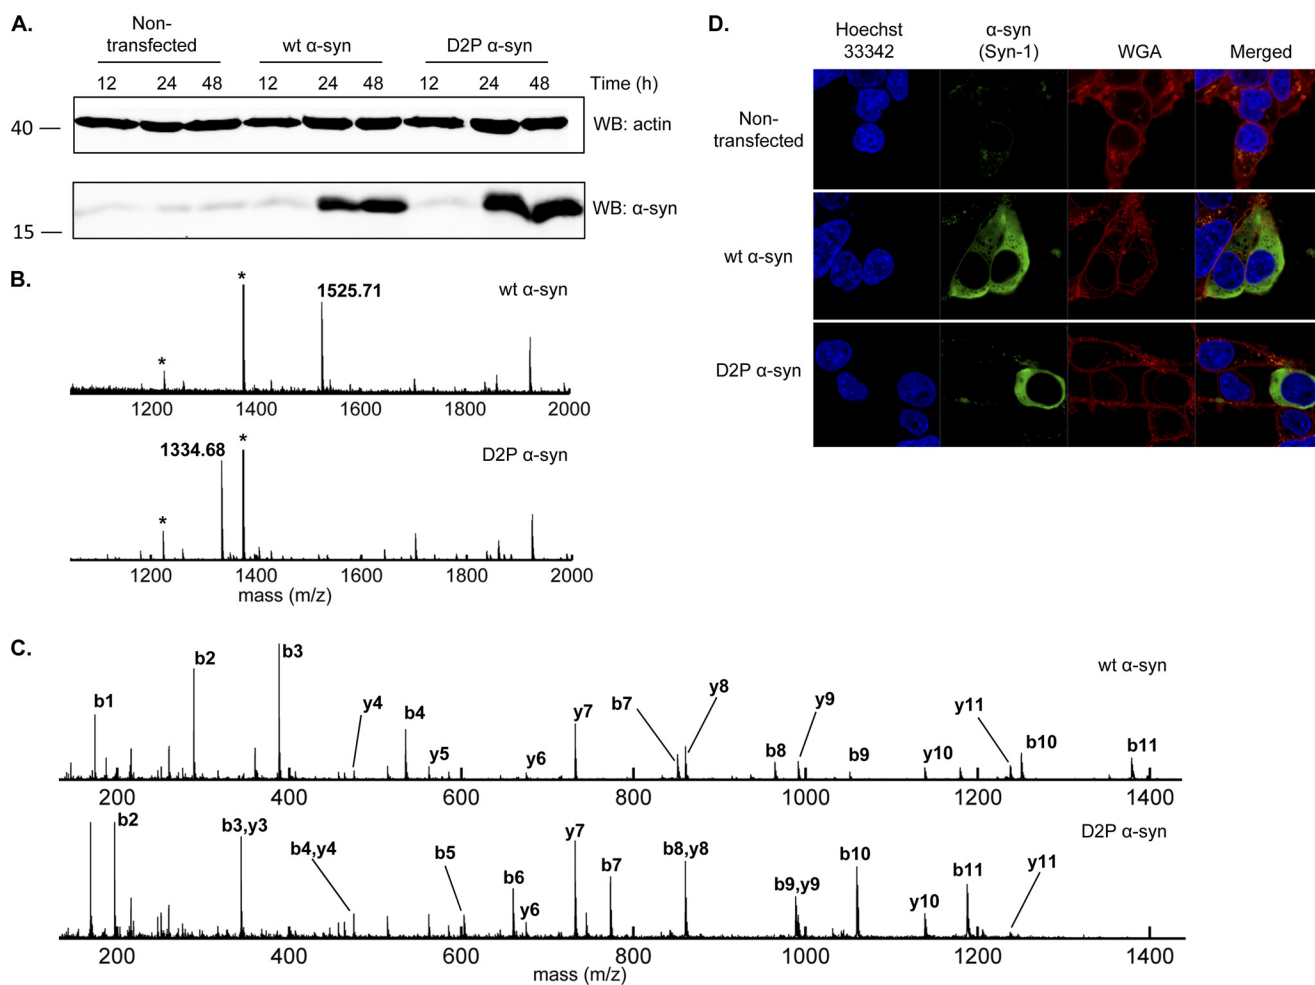 A.
Non-
transfected
wt α-syn
D2P α-syn
12 24 48 12 24 48 12 24 48 Time (h)
40
WB: actin
WB: α-syn
15
B.
* * 1525.71 wt α-syn
1200 1400 1600 1800 2000
* 1334.68 * D2P α-syn
1200 1400 1600 1800 2000
mass (m/z)
C.
b1 b2 b3 y4 b4 y5 y6 y7 b7 y8 b8 y9 b9 y10 y11 b10 b11 wt α-syn
200 400 600 800 1000 1200 1400
D2P α-syn
b2 b3,y3 b4,y4 b5 b6 y6 y7 b7 b8,y8 b9,y9 b10 y10 b11 y11
200 400 600 800 1000 1200 1400
mass (m/z)
D.
Hoechst
33342
α-syn
(Syn-1)
WGA
Merged
Non-
transfected
wt α-syn
D2P α-syn